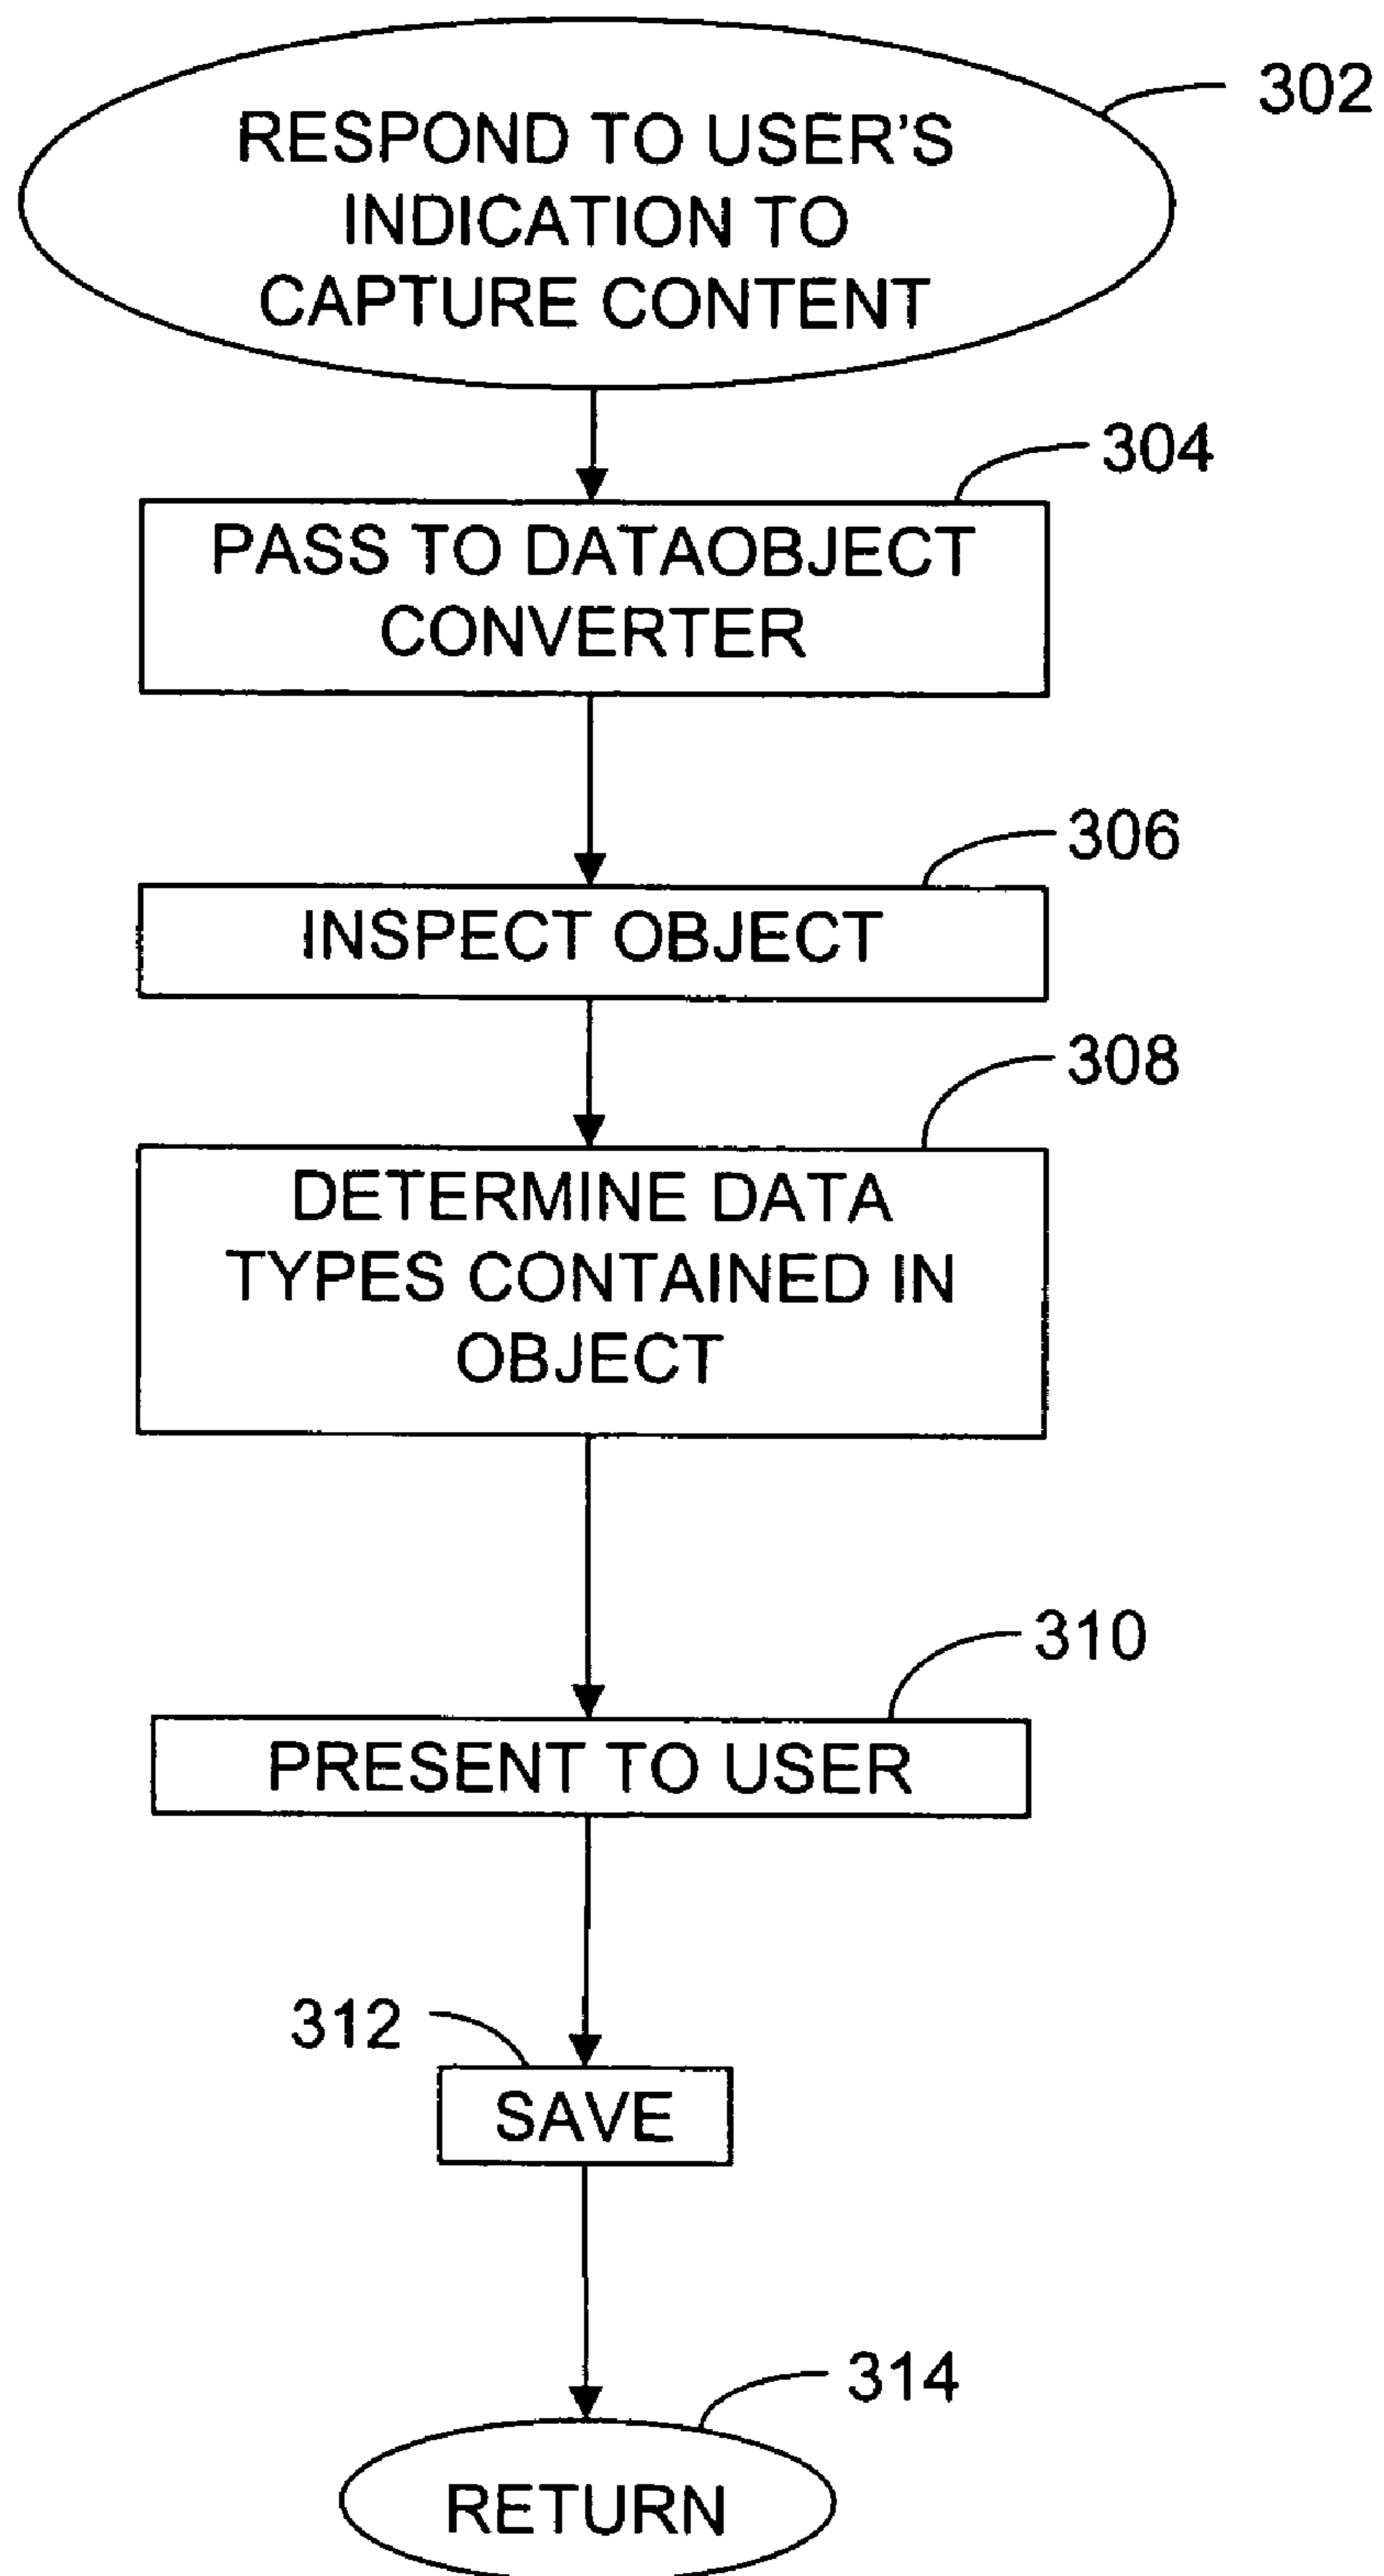 302
RESPOND TO USER'S
INDICATION TO
CAPTURE CONTENT
304
PASS TO DATAOBJECT
CONVERTER
306
INSPECT OBJECT
308
DETERMINE DATA
TYPES CONTAINED IN
OBJECT
310
PRESENT TO USER
312
SAVE
314
RETURN